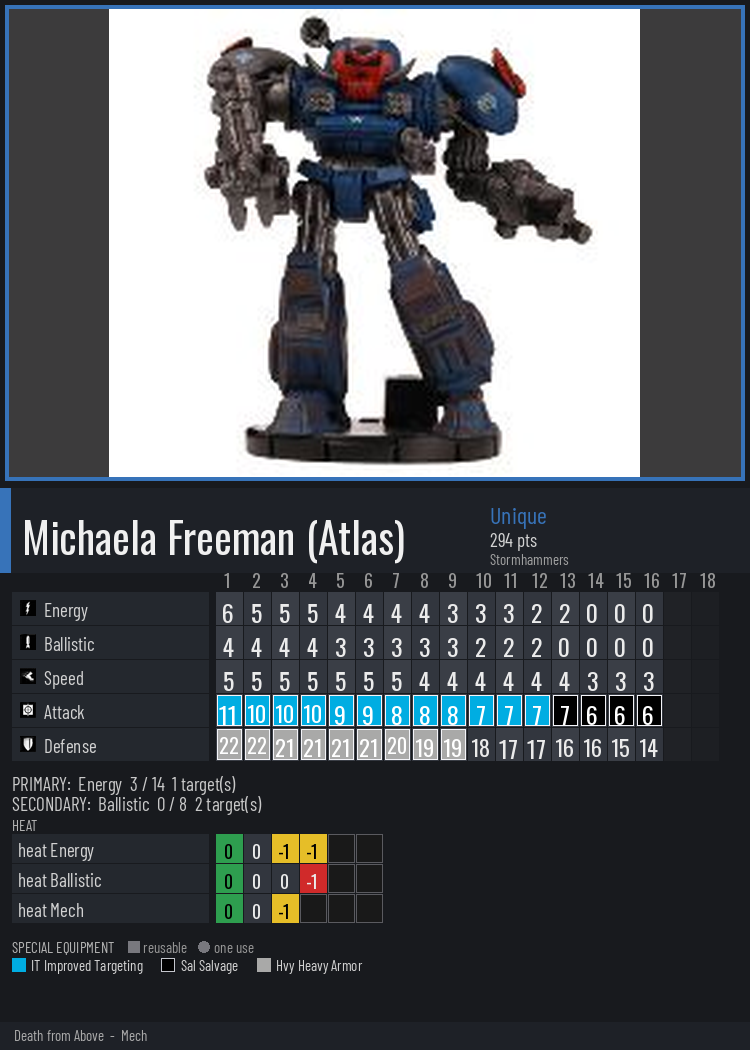 Michaela Freeman (Atlas)
Unique
294 pts
Stormhammers
1 2 3 4 5 6 7 8 9 10 11 12 13 14 15 16 17 18
Energy 6 5 5 5 4 4 4 4 3 3 3 2 2 0 0 0
Ballistic 4 4 4 4 3 3 3 3 3 2 2 2 0 0 0 0
Speed 5 5 5 5 5 5 5 4 4 4 4 4 4 3 3 3
Attack 11 10 10 10 9 9 8 8 8 7 7 7 7 6 6 6
Defense 22 22 21 21 21 21 20 19 19 18 17 17 16 16 15 14
PRIMARY: Energy 3 / 14 1 target(s)
SECONDARY: Ballistic 0 / 8 2 target(s)
HEAT
heat Energy 0 0 -1 -1
heat Ballistic 0 0 0 -1
heat Mech 0 0 -1
SPECIAL EQUIPMENT reusable one use
IT Improved Targeting Sal Salvage Hvy Heavy Armor
Death from Above - Mech